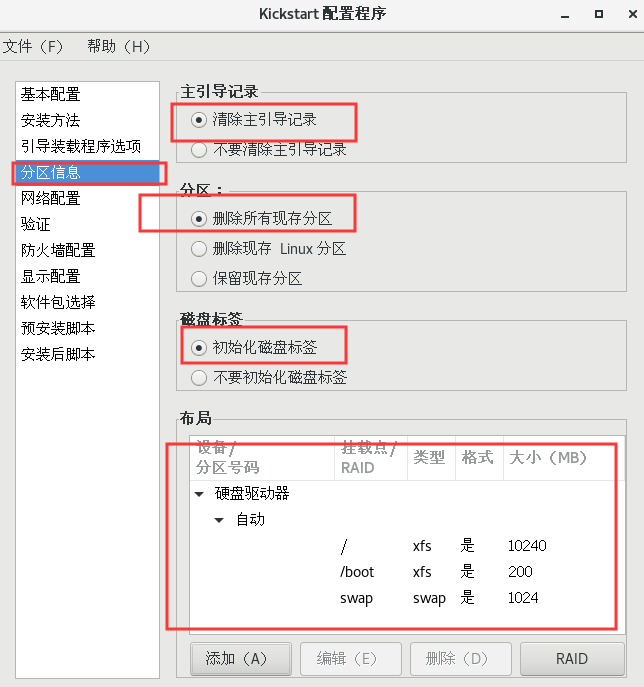 Kickstart 配置程序
文件（F） 帮助（H）
基本配置
安装方法
引导装载程序选项
分区信息
网络配置
验证
防火墙配置
显示配置
软件包选择
预安装脚本
安装后脚本
主引导记录
清除主引导记录
不要清除主引导记录
分区：
删除所有现存分区
删除现存 Linux 分区
保留现存分区
磁盘标签
初始化磁盘标签
不要初始化磁盘标签
布局
设备/
分区号码
挂载点/
RAID
类型
格式
大小（MB）
硬盘驱动器
自动
/ xfs 是 10240
/boot xfs 是 200
swap swap 是 1024
添加（A） 编辑（E） 删除（D） RAID